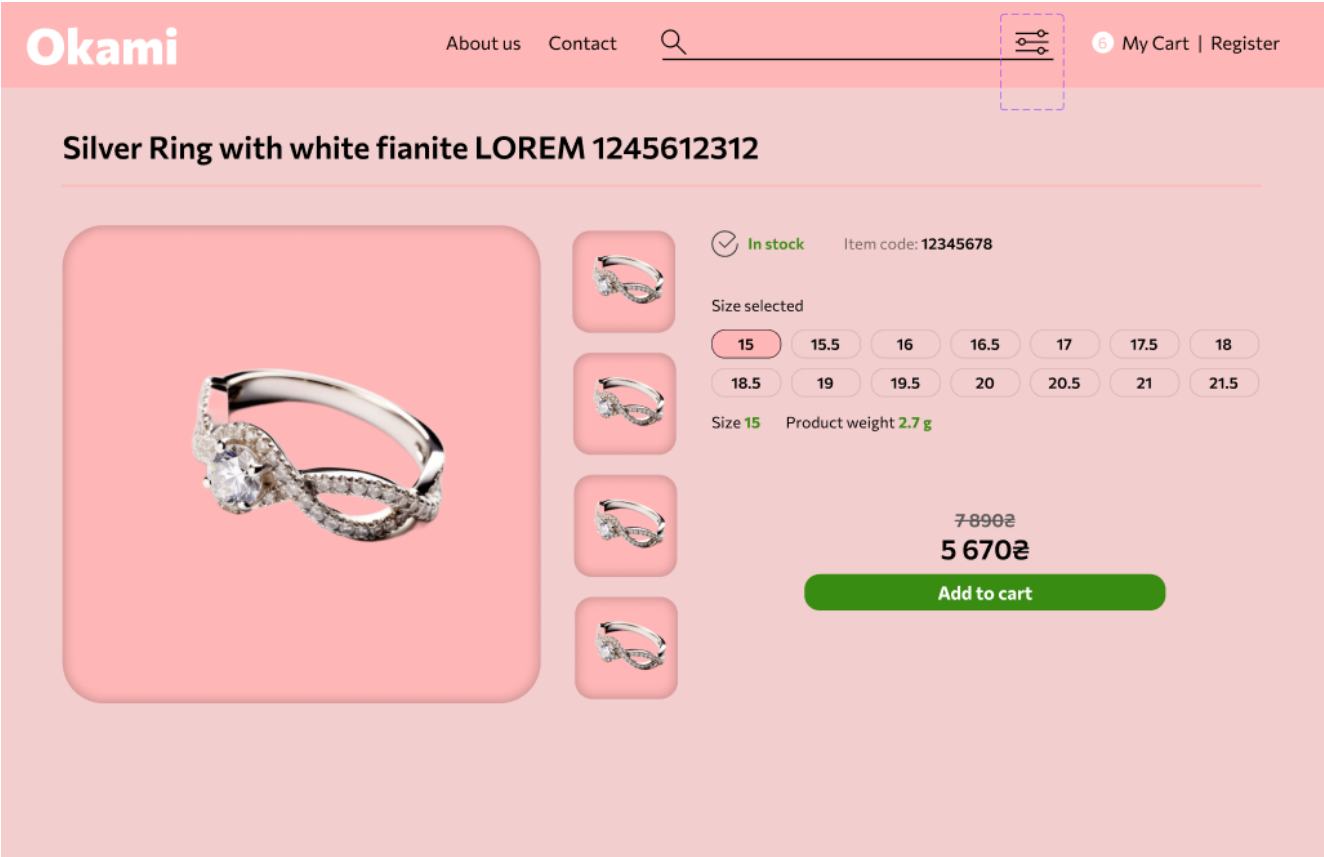 Okami
About us Contact
6 My Cart | Register
Silver Ring with white fianite LOREM 1245612312
In stock Item code: 12345678
Size selected
15 15.5 16 16.5 17 17.5 18
18.5 19 19.5 20 20.5 21 21.5
Size 15 Product weight 2.7 g
7 890₴
5 670₴
Add to cart